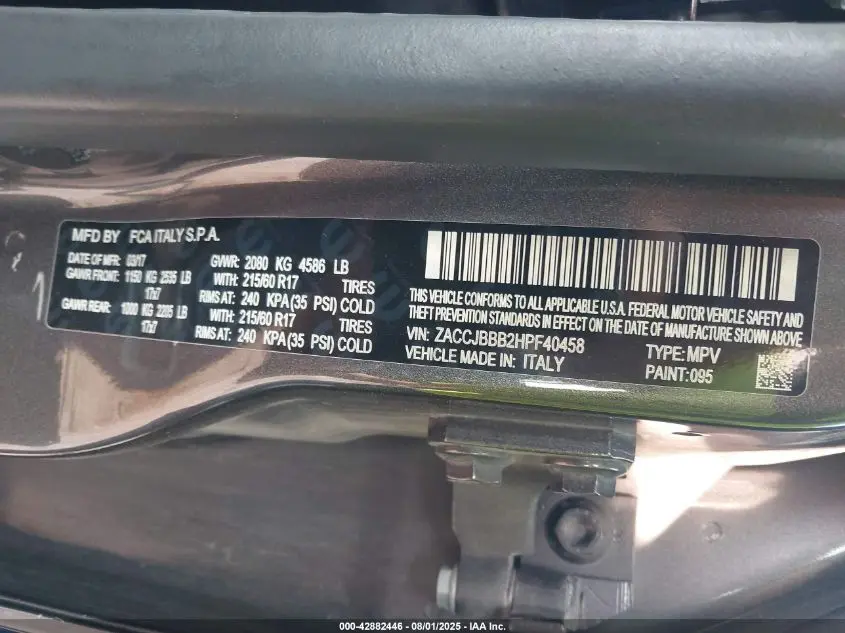 MFD BY FCA ITALY S.P.A.
DATE OF MFR: 03/17 GVWR: 2080 KG 4586 LB
GAWR FRONT: 1150 KG 2535 LB WITH: 215/60 R17 TIRES
17x7 RIMS AT: 240 KPA(35 PSI) COLD
GAWR REAR: 1000 KG 2205 LB WITH: 215/60 R17 TIRES
17x7 RIMS AT: 240 KPA(35 PSI) COLD
THIS VEHICLE CONFORMS TO ALL APPLICABLE U.S.A. FEDERAL MOTOR VEHICLE SAFETY AND
THEFT PREVENTION STANDARDS IN EFFECT ON THE DATE OF MANUFACTURE SHOWN ABOVE
VIN: ZACCJBBB2HPF40458 TYPE: MPV
VEHICLE MADE IN: ITALY PAINT:095
000-42882446 - 08/01/2025 - IAA Inc.